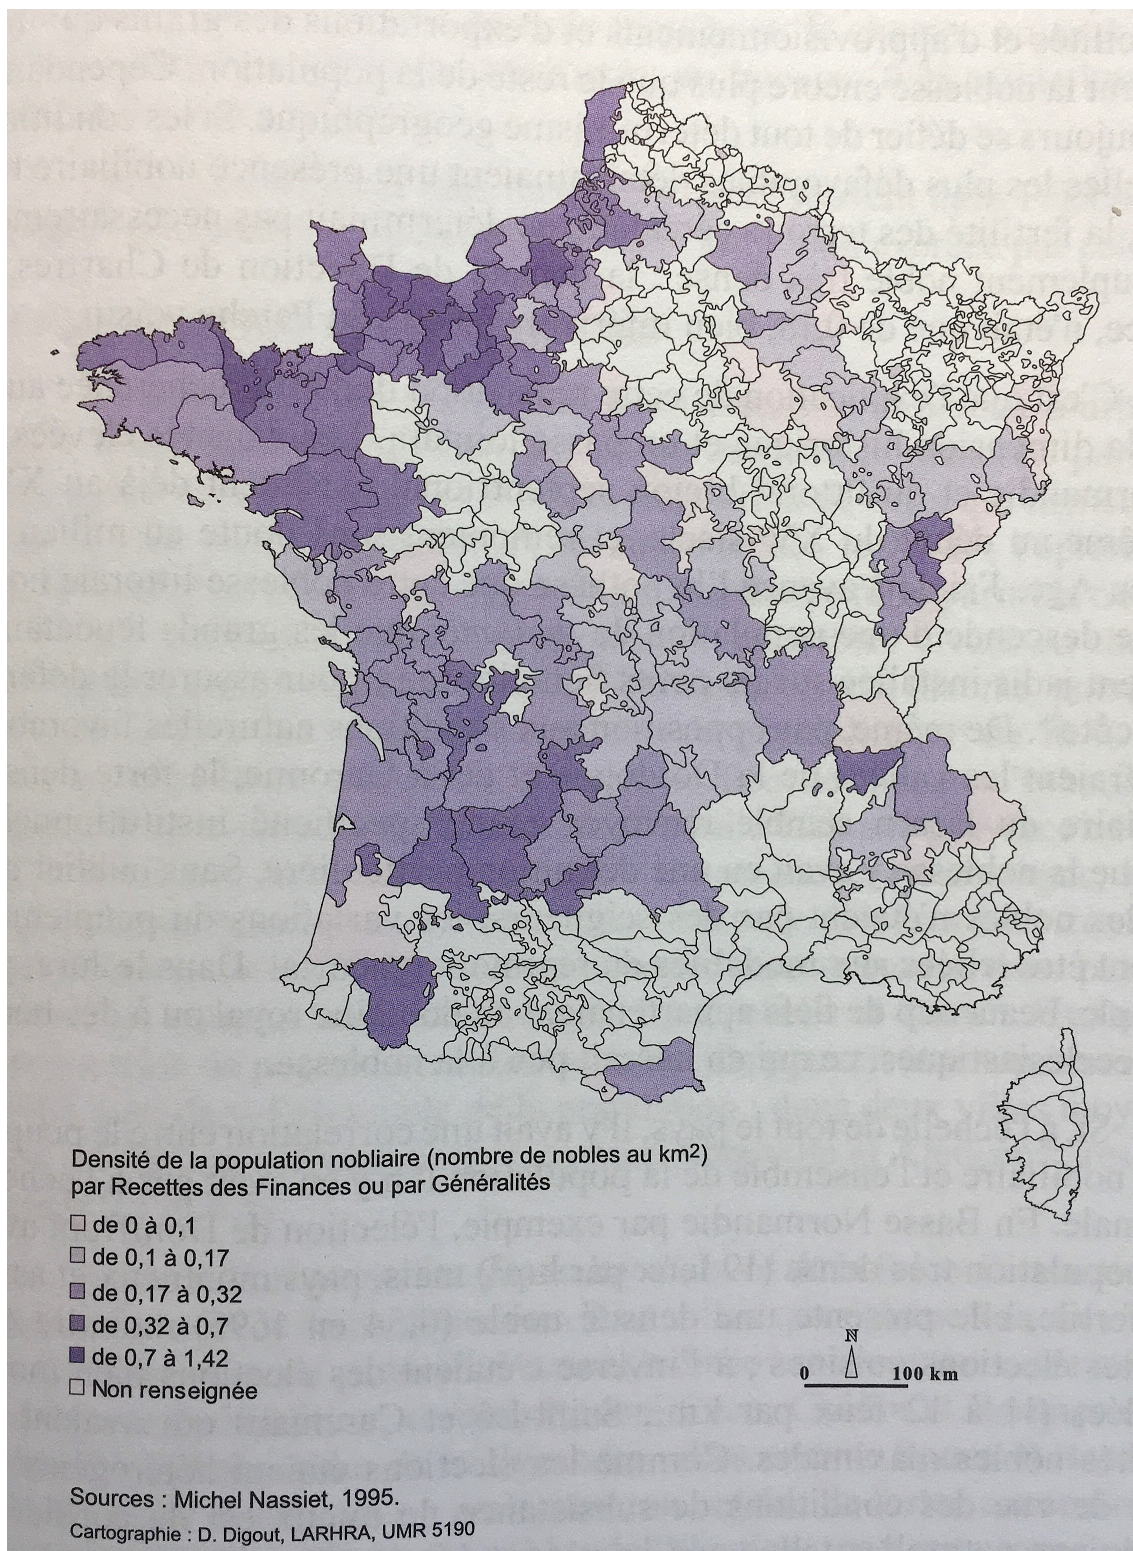 Densité de la population nobliaire (nombre de nobles au km²)
par Recettes des Finances ou par Généralités
de 0 à 0,1
de 0,1 à 0,17
de 0,17 à 0,32
de 0,32 à 0,7
de 0,7 à 1,42
Non renseignée
N
0 100 km
Sources : Michel Nassiet, 1995.
Cartographie : D. Digout, LARHRA, UMR 5190